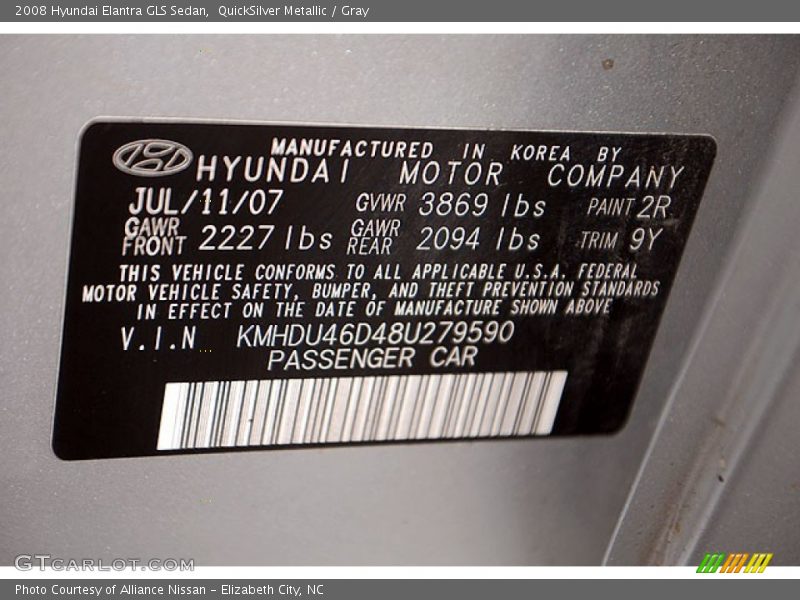 2008 Hyundai Elantra GLS Sedan,  QuickSilver Metallic / Gray
MANUFACTURED IN KOREA BY
HYUNDAI MOTOR COMPANY
JUL/11/07 GVWR 3869 lbs PAINT 2R
GAWR FRONT 2227 lbs GAWR REAR 2094 lbs TRIM 9Y
THIS VEHICLE CONFORMS TO ALL APPLICABLE U.S.A. FEDERAL
MOTOR VEHICLE SAFETY, BUMPER, AND THEFT PREVENTION STANDARDS
IN EFFECT ON THE DATE OF MANUFACTURE SHOWN ABOVE
V.I.N KMHDU46D48U279590
PASSENGER CAR
GTCARLOT.COM
Photo Courtesy of Alliance Nissan - Elizabeth City, NC